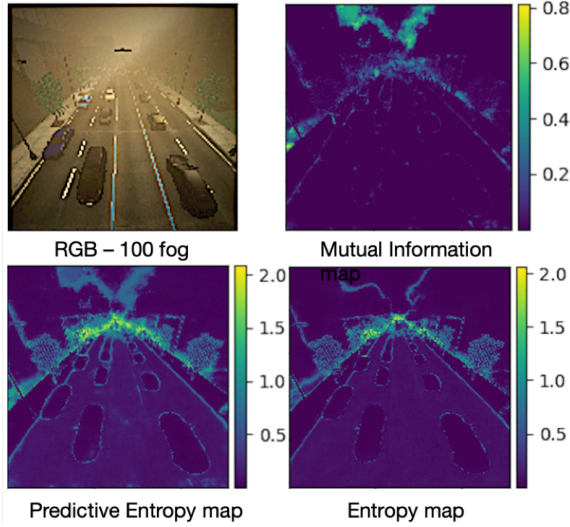 0.8
0.6
0.4
0.2
RGB – 100 fog
Mutual Information
map
2.0
1.5
1.0
0.5
2.0
1.5
1.0
0.5
Predictive Entropy map
Entropy map